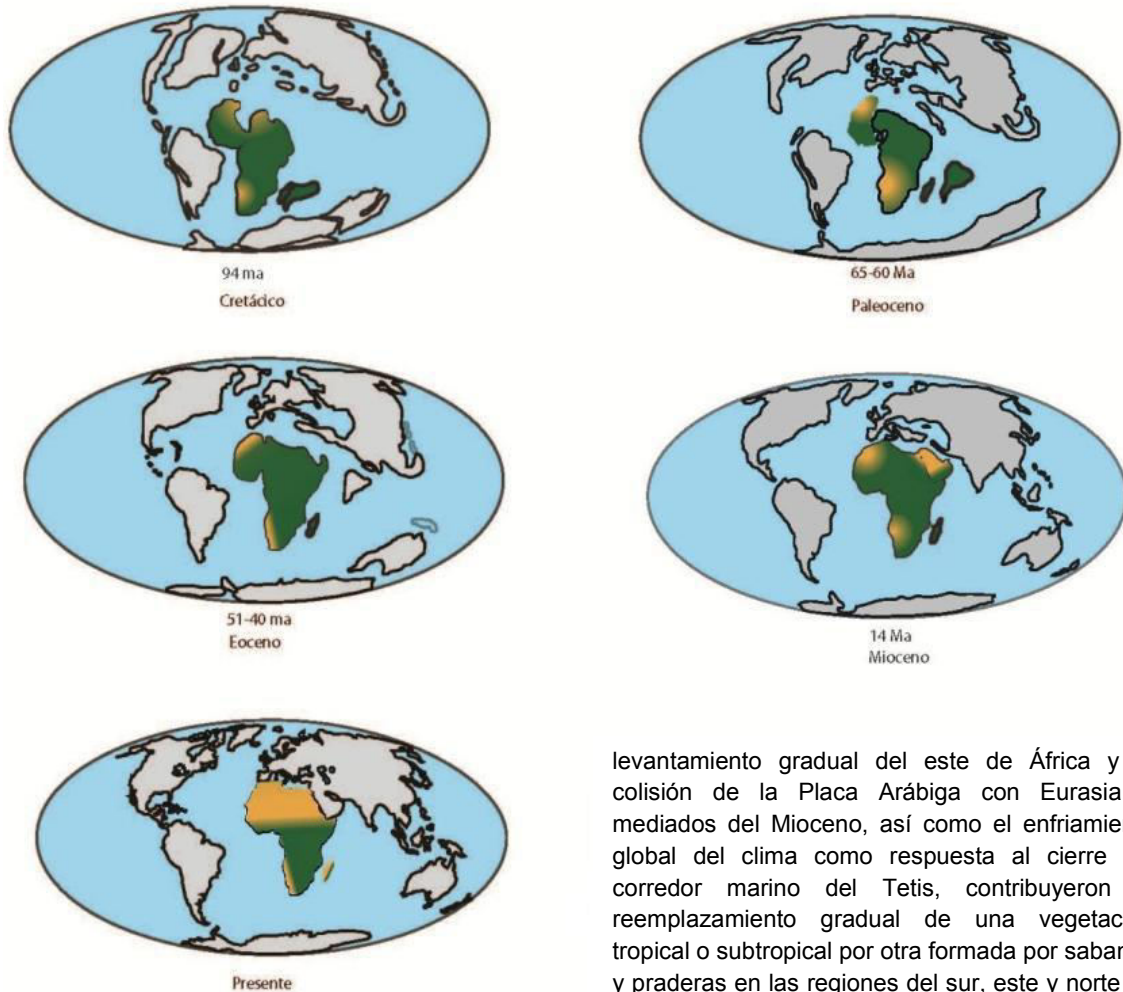 94 ma
Cretácico
65-60 Ma
Paleoceno
51-40 ma
Eoceno
14 Ma
Mioceno
Presente
levantamiento gradual del este de África y
colisión de la Placa Arábiga con Eurasia
mediados del Mioceno, así como el
global del clima como respuesta al cierre
corredor marino del Tetis, contribuyeron
reemplazamiento gradual de una
tropical o subtropical por otra formada por
y praderas en las regiones del sur, este y norte